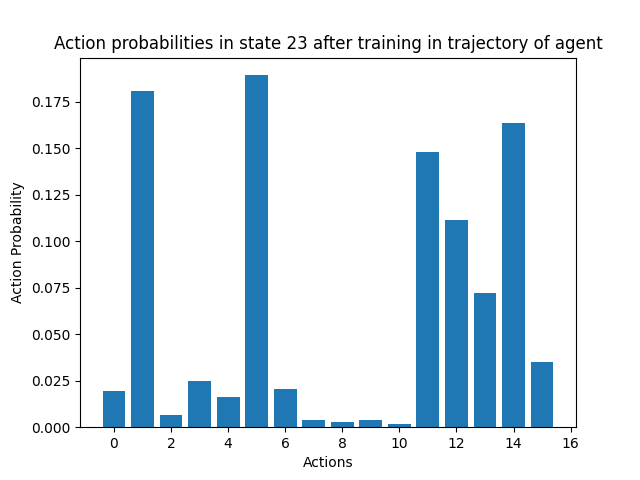 Action probabilities in state 23 after training in trajectory of agent
0.175
0.150
0.125
0.100
0.075
0.050
0.025
0.000
Action Probability
0 2 4 6 8 10 12 14 16
Actions